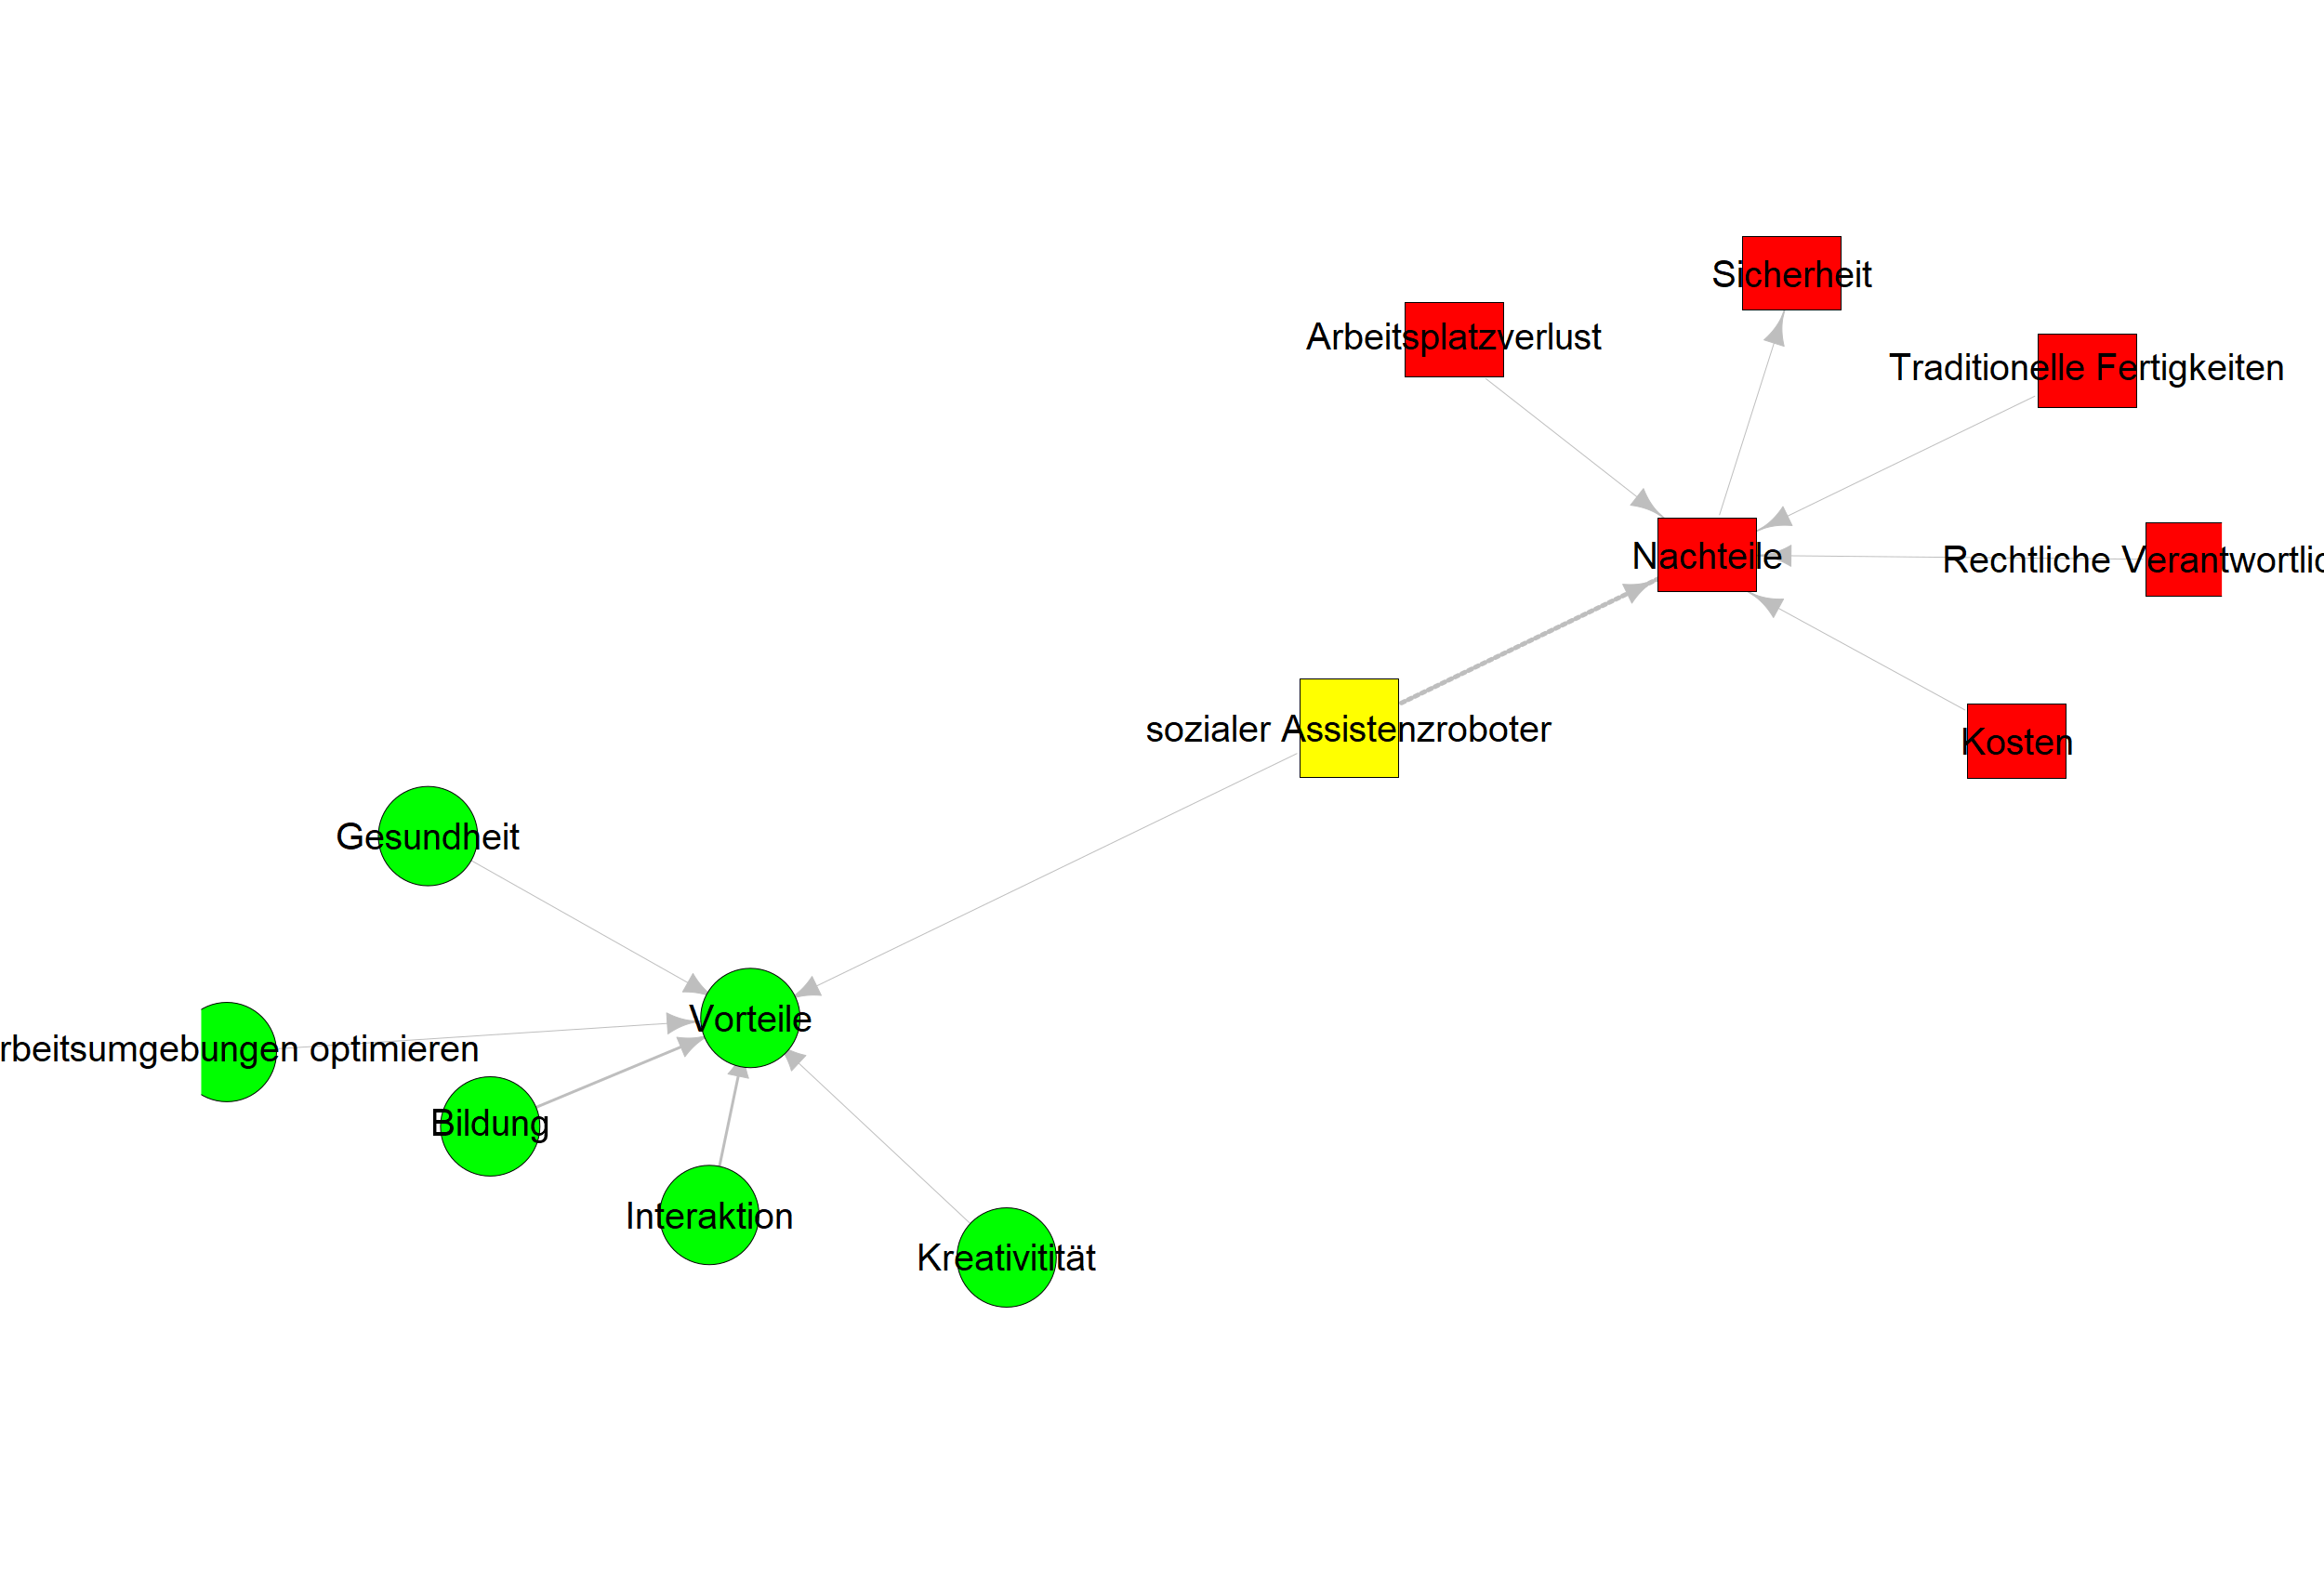 Sicherheit
Arbeitsplatzverlust
Traditionelle Fertigkeiten
Nachteile
Rechtliche Verantwortlic
sozialer Assistenzroboter
Kosten
Gesundheit
Vorteile
rbeitsumgebungen optimieren
Bildung
Interaktion
Kreativitität